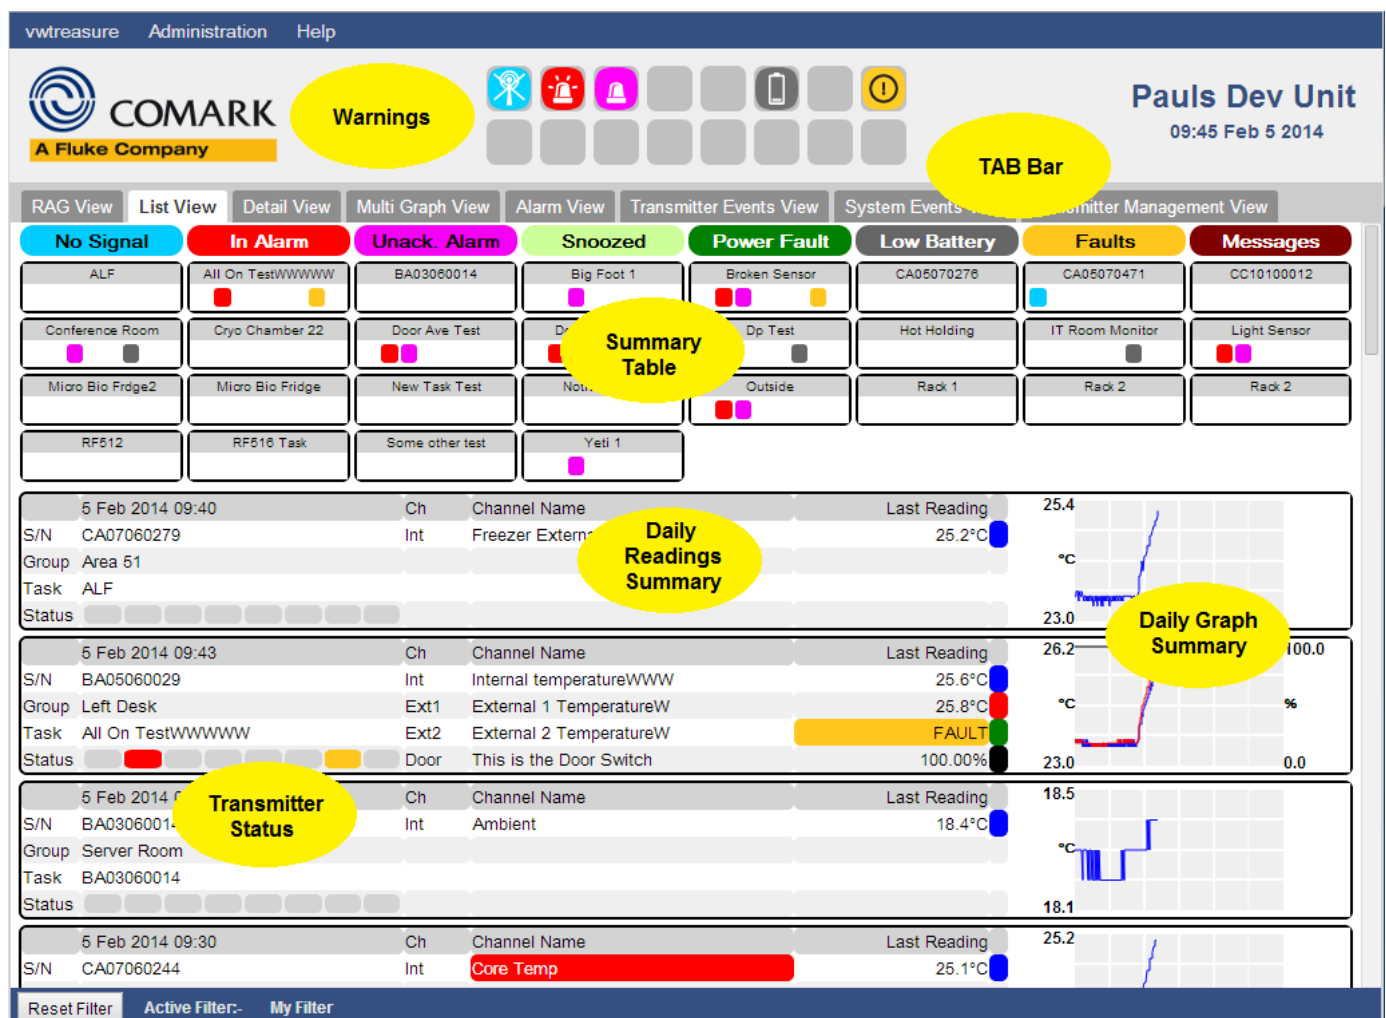 vwtreasure Administration Help
COMARK
A Fluke Company
Warnings
Pauls Dev Unit
09:45 Feb 5 2014
TAB Bar
RAG View List View Detail View Multi Graph View Alarm View Transmitter Events View System Events Management View
No Signal In Alarm Unack. Alarm Snoozed Power Fault Low Battery Faults Messages
ALF All On TestWWWWW BA03060014 Big Foot 1 Broken Sensor CA05070276 CA05070471 CC10100012
Conference Room Cryo Chamber 22 Door Ave Test Dp Test Hot Holding IT Room Monitor Light Sensor
Summary
Table
Micro Bio Frdge2 Micro Bio Fridge New Task Test Outside Rack 1 Rack 2 Rack 2
RF512 RF516 Task Some other test Yeti 1
5 Feb 2014 09:40 Ch Channel Name Last Reading 25.4
S/N CA07060279 Int Freezer 25.2°C
Daily
Readings
Summary
Group Area 51 °C
Task ALF
Status 23.0
Daily Graph
Summary
5 Feb 2014 09:43 Ch Channel Name Last Reading 26.2 100.0
S/N BA05060029 Int Internal temperatureWWW 25.6°C
Group Left Desk Ext1 External 1 TemperatureW 25.8°C °C %
Task All On TestWWWWW Ext2 External 2 TemperatureW FAULT
Status Door This is the Door Switch 100.00% 23.0 0.0
5 Feb 2014 Ch Channel Name Last Reading 18.5
Transmitter
Status
S/N BA03060014 Int Ambient 18.4°C
Group Server Room °C
Task BA03060014
Status 18.1
5 Feb 2014 09:30 Ch Channel Name Last Reading 25.2
S/N CA07060244 Int Core Temp 25.1°C
Reset Filter Active Filter:- My Filter